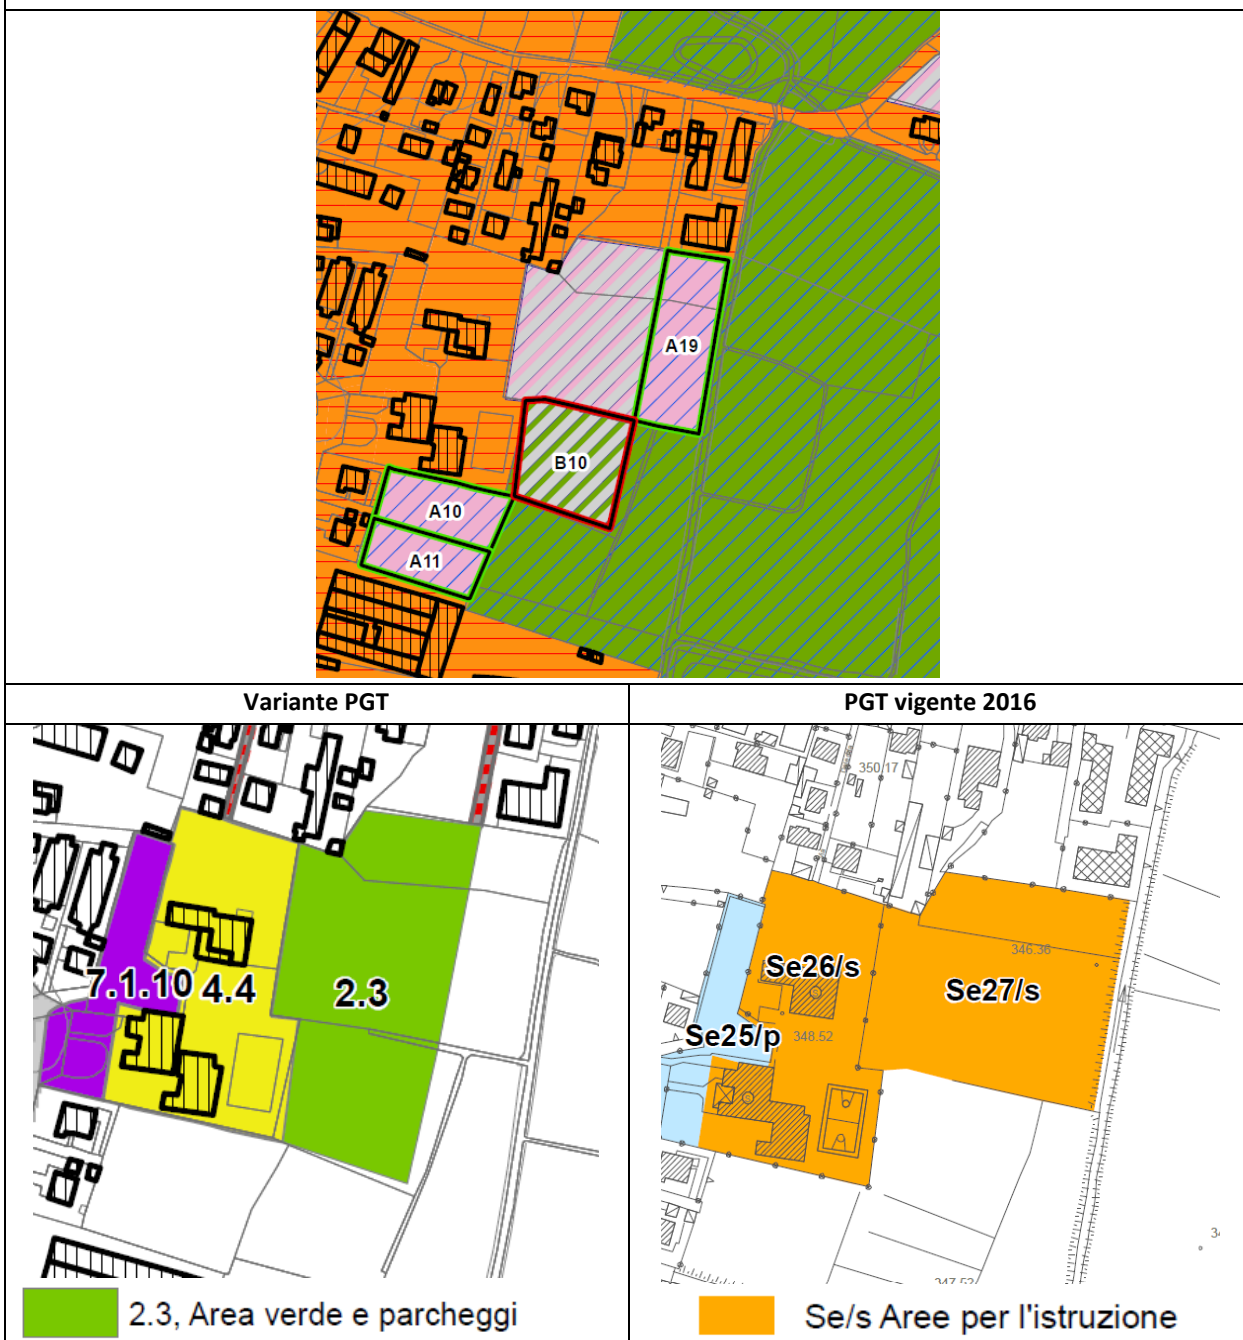 A19
B10
A10
A11
Variante PGT
PGT vigente 2016
7.1.10
4.4
2.3
350.17
346.36
Se26/s
Se27/s
Se25/p
348.52
2.3, Area verde e parcheggi
Se/s Aree per l'istruzione